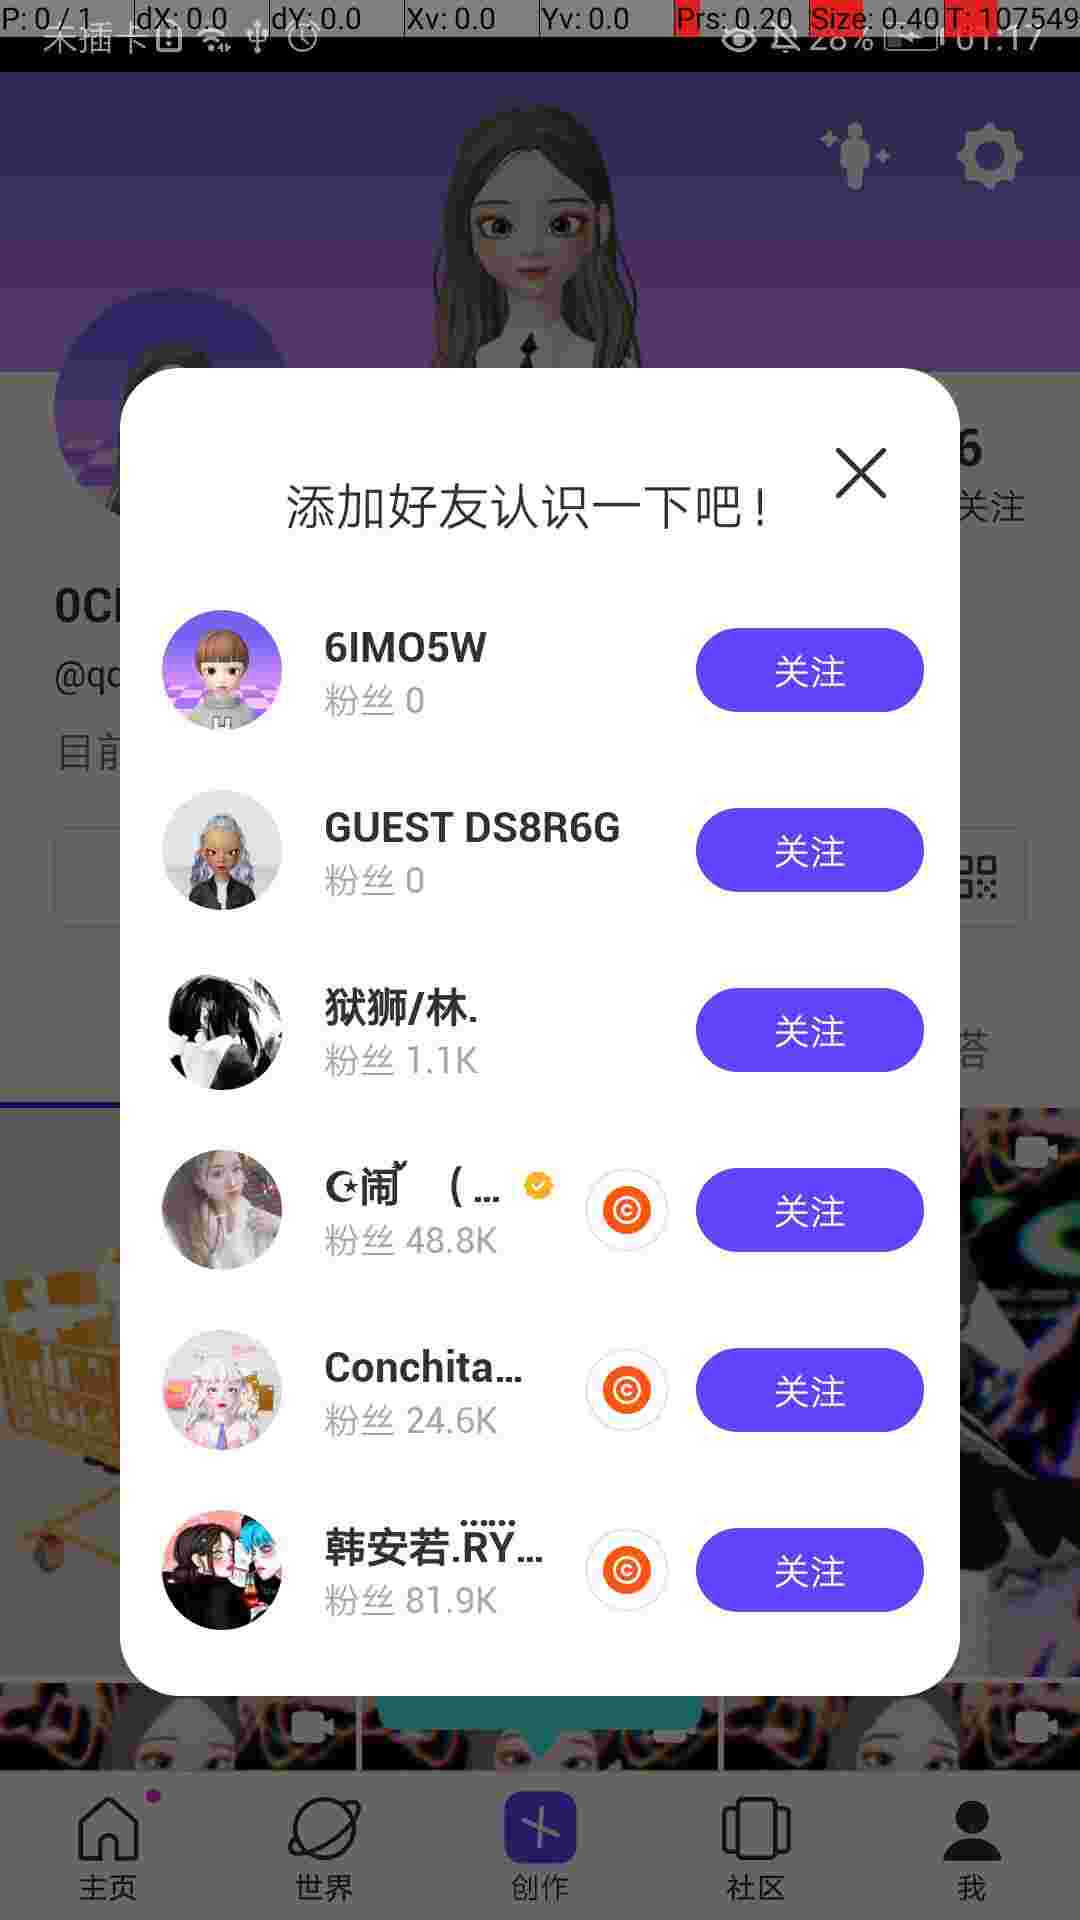 P: 0 / 1 dX: 0.0 dY: 0.0 Xv: 0.0 Yv: 0.0 Prs: 0.20 Size: 0.40 T: 107549
未插卡 28% 01:17
6
关注
添加好友认识一下吧!
@qc
目前
6IMO5W
粉丝 0
关注
GUEST DS8R6G
粉丝 0
关注
狱狮/林.
粉丝 1.1K
关注
答
☪闹 ( ...
粉丝 48.8K
关注
Conchita...
粉丝 24.6K
关注
韩安若.RY...
粉丝 81.9K
关注
主页 世界 创作 社区 我